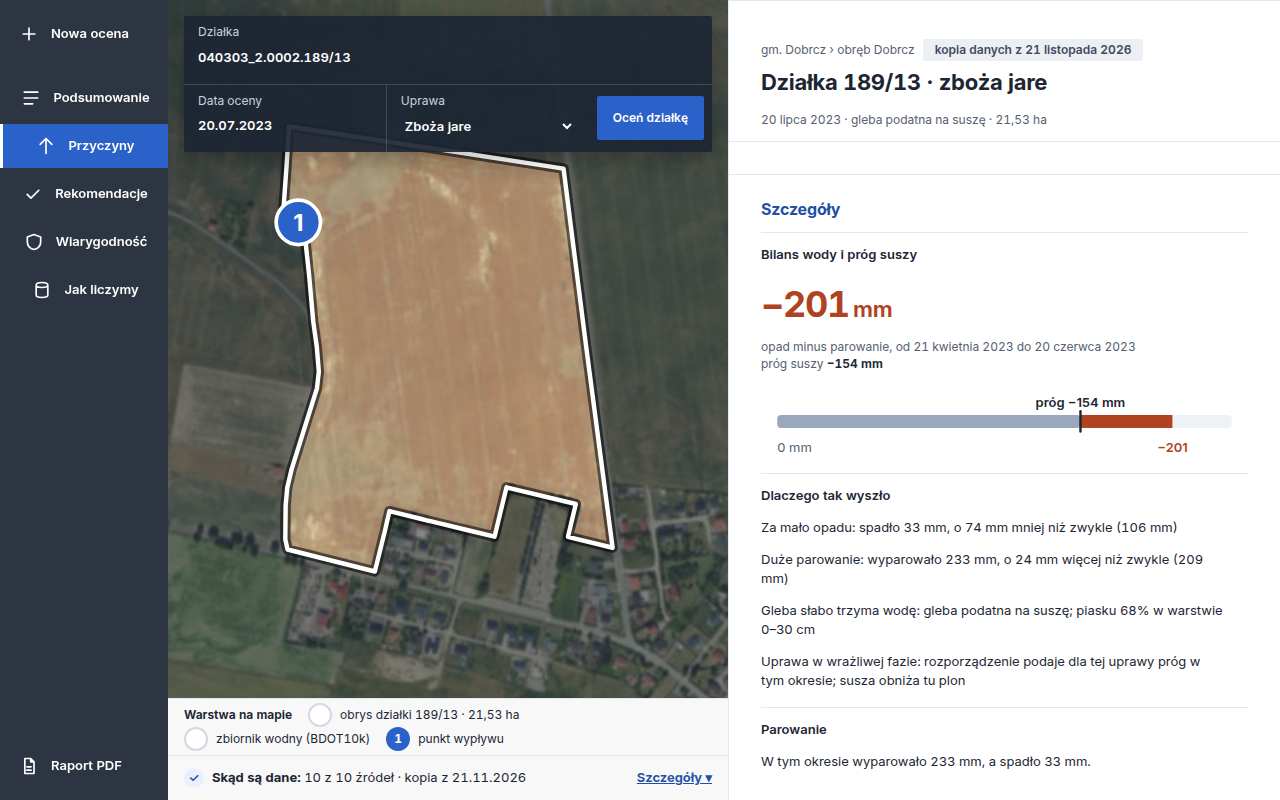 Nowa ocena
Podsumowanie
Przyczyny
Rekomendacje
Wiarygodność
Jak liczymy
Raport PDF
Działka
040303_2.0002.189/13
Data oceny
20.07.2023
Uprawa
Zboża jare
Oceń działkę
1
Warstwa na mapie
obrys działki 189/13 · 21,53 ha
zbiornik wodny (BDOT10k)
1 punkt wypływu
Skąd są dane: 10 z 10 źródeł · kopia z 21.11.2026
Szczegóły ▾
gm. Dobrcz › obręb Dobrcz
kopia danych z 21 listopada 2026
Działka 189/13 · zboża jare
20 lipca 2023 · gleba podatna na suszę · 21,53 ha
Szczegóły
Bilans wody i próg suszy
−201 mm
opad minus parowanie, od 21 kwietnia 2023 do 20 czerwca 2023
próg suszy −154 mm
próg −154 mm
0 mm
−201
Dlaczego tak wyszło
Za mało opadu: spadło 33 mm, o 74 mm mniej niż zwykle (106 mm)
Duże parowanie: wyparowało 233 mm, o 24 mm więcej niż zwykle (209
mm)
Gleba słabo trzyma wodę: gleba podatna na suszę; piasku 68% w warstwie
0–30 cm
Uprawa w wrażliwej fazie: rozporządzenie podaje dla tej uprawy próg w
tym okresie; susza obniża tu plon
Parowanie
W tym okresie wyparowało 233 mm, a spadło 33 mm.